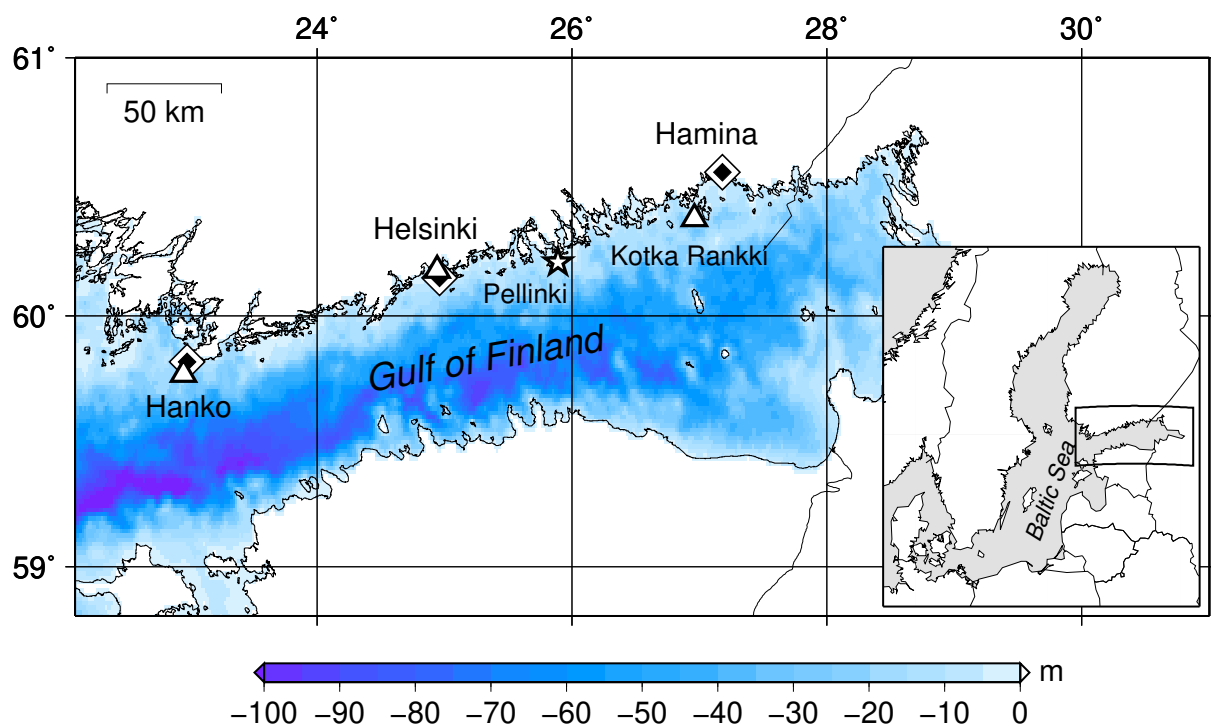 24° 26° 28° 30°
61°
50 km
Hamina
Helsinki
Kotka Rankki
Pellinki
60°
Gulf of Finland
Hanko
Baltic Sea
59°
m
−100 −90 −80 −70 −60 −50 −40 −30 −20 −10 0